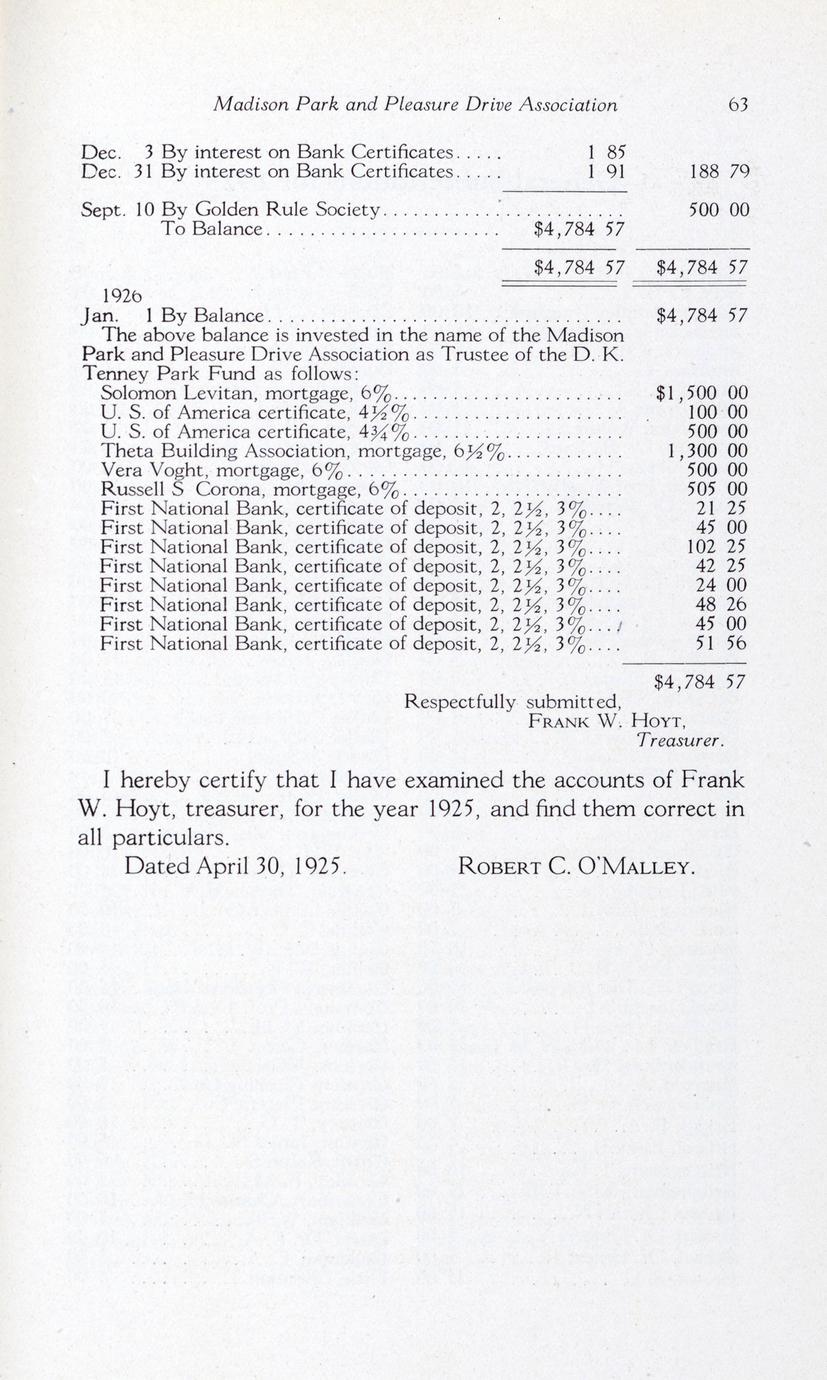 Madison Park and Pleasure Drive Association 63
Dec. 3 By interest on Bank Certificates..... 1 85
Dec. 31 By interest on Bank Certificates..... 1 91 188 79
Sept. 10 By Golden Rule Society........................ 500 00
To Balance....................... $4,784 57
$4,784 57 $4,784 57
1926
Jan. 1 By Balance.................................. $4,784 57
The above balance is invested in the name of the Madison
Park and Pleasure Drive Association as Trustee of the D. K.
Tenney Park Fund as follows:
Solomon Levitan, mortgage, 6%...................... $1,500 00
U. S. of America certificate, 4½%..................... 100 00
U. S. of America certificate, 4¾%..................... 500 00
Theta Building Association, mortgage, 6½%............ 1,300 00
Vera Voght, mortgage, 6%........................... 500 00
Russell S Corona, mortgage, 6%...................... 505 00
First National Bank, certificate of deposit, 2, 2½, 3%.... 21 25
First National Bank, certificate of deposit, 2, 2½, 3%.... 45 00
First National Bank, certificate of deposit, 2, 2½, 3%.... 102 25
First National Bank, certificate of deposit, 2, 2½, 3%.... 42 25
First National Bank, certificate of deposit, 2, 2½, 3%.... 24 00
First National Bank, certificate of deposit, 2, 2½, 3%.... 48 26
First National Bank, certificate of deposit, 2, 2½, 3%.... 45 00
First National Bank, certificate of deposit, 2, 2½, 3%.... 51 56
$4,784 57
Respectfully submitted,
FRANK W. HOYT,
Treasurer.
I hereby certify that I have examined the accounts of Frank
W. Hoyt, treasurer, for the year 1925, and find them correct in
all particulars.
Dated April 30, 1925. ROBERT C. O'MALLEY.